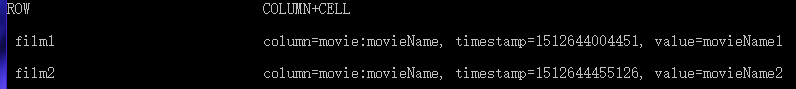 ROW COLUMN+CELL
film1 column=movie:movieName, timestamp=1512644004451, value=movieName1
film2 column=movie:movieName, timestamp=1512644455126, value=movieName2